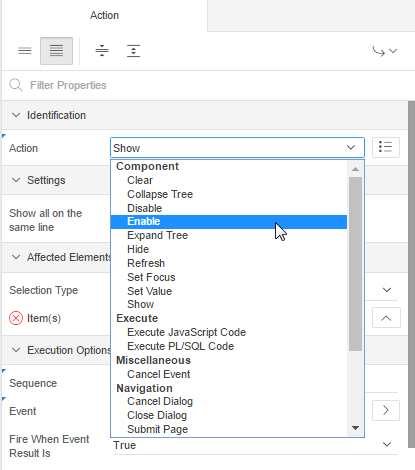 Action
Filter Properties
Identification
Action
Show
Component
Clear
Collapse Tree
Disable
Enable
Expand Tree
Hide
Refresh
Set Focus
Set Value
Show
Execute
Execute JavaScript Code
Execute PL/SQL Code
Miscellaneous
Cancel Event
Navigation
Cancel Dialog
Close Dialog
Submit Page
Settings
Show all on the
same line
Affected Elements
Selection Type
Item(s)
Execution Options
Sequence
Event
Fire When Event
Result Is
True